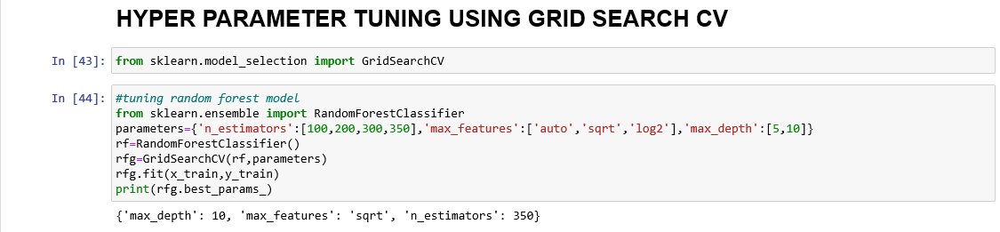 HYPER PARAMETER TUNING USING GRID SEARCH CV
In [43]: from sklearn.model_selection import GridSearchCV
In [44]: #tuning random forest model
from sklearn.ensemble import RandomForestClassifier
parameters={'n_estimators':[100,200,300,350],'max_features':['auto','sqrt','log2'],'max_depth':[5,10]}
rf=RandomForestClassifier()
rfg=GridSearchCV(rf,parameters)
rfg.fit(x_train,y_train)
print(rfg.best_params_)
{'max_depth': 10, 'max_features': 'sqrt', 'n_estimators': 350}